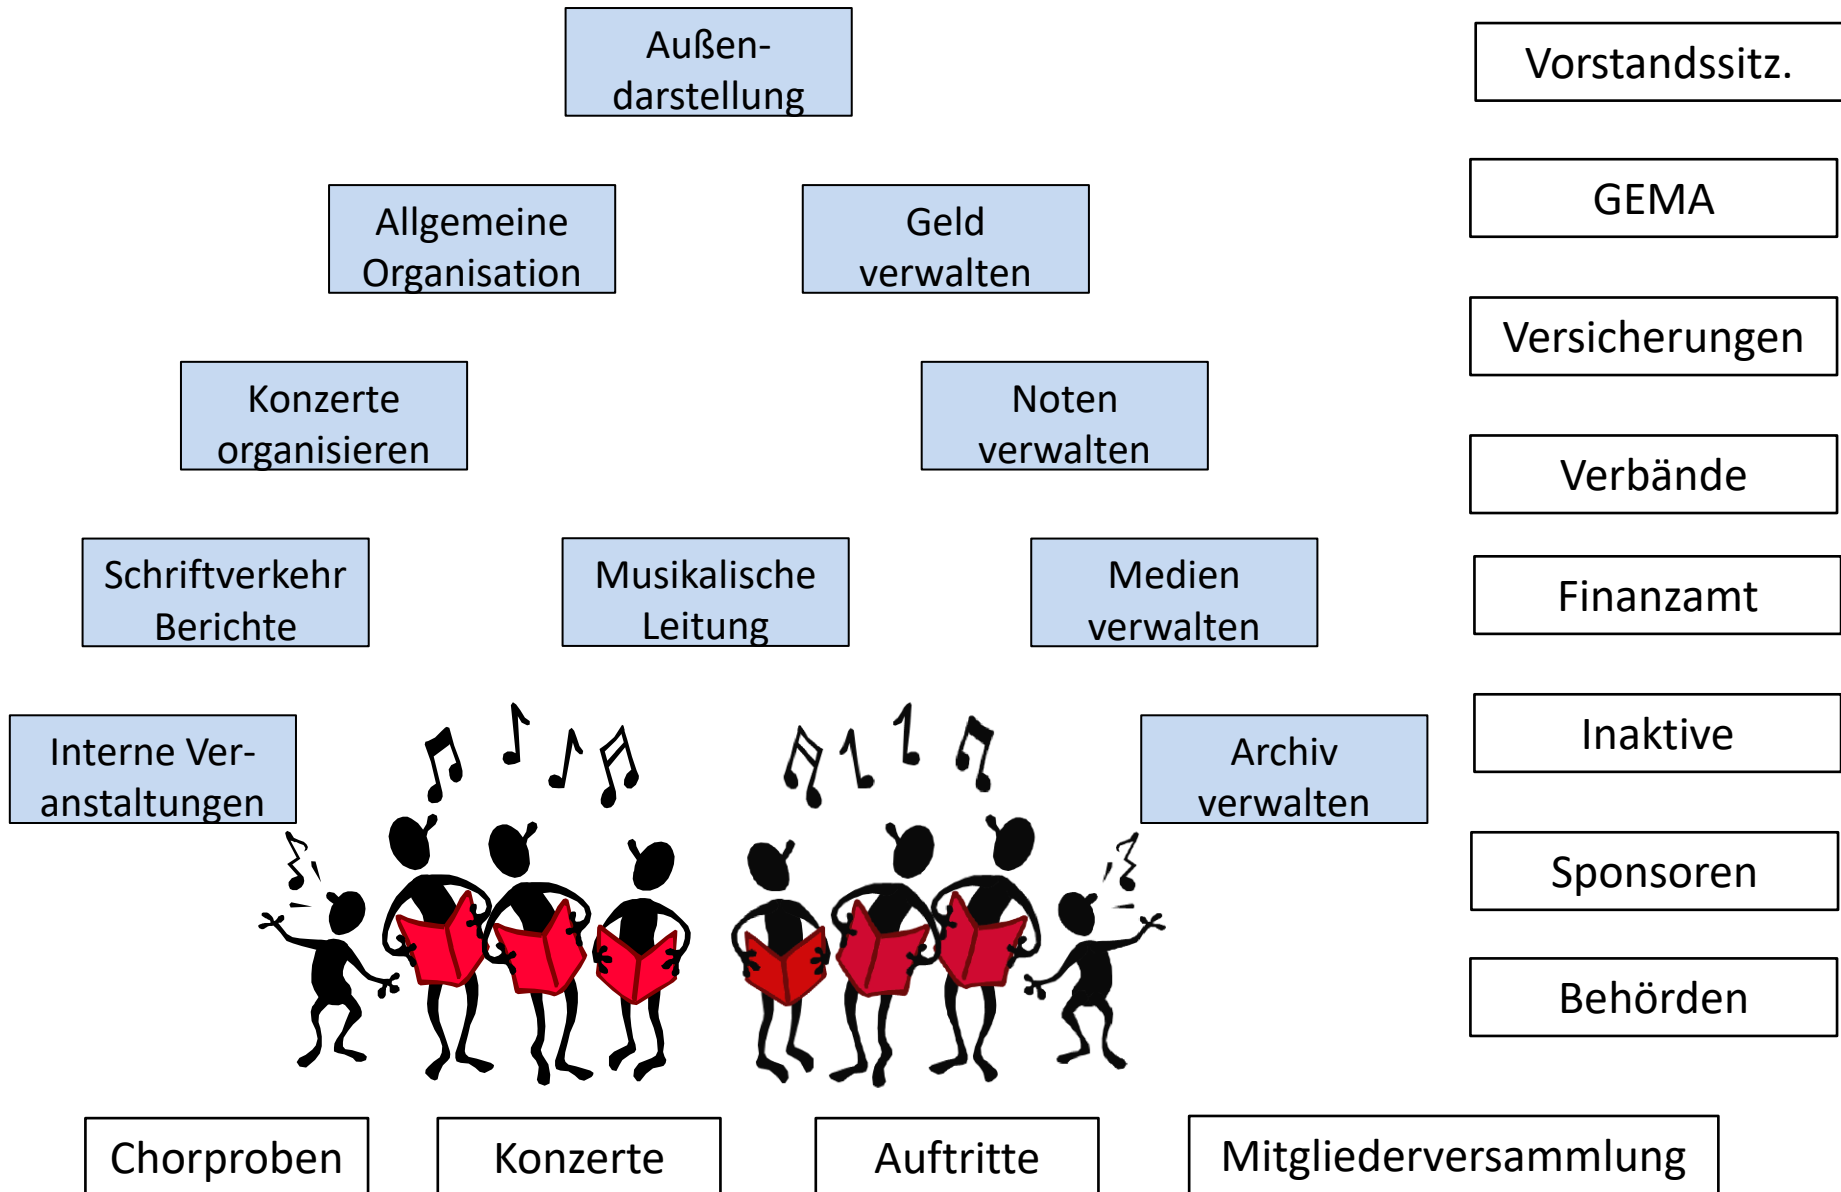 Außen-
darstellung
Vorstandssitz.
Allgemeine
Organisation
Geld
verwalten
GEMA
Versicherungen
Konzerte
organisieren
Noten
verwalten
Verbände
Schriftverkehr
Berichte
Musikalische
Leitung
Medien
verwalten
Finanzamt
Interne Ver-
anstaltungen
Archiv
verwalten
Inaktive
Sponsoren
Behörden
Chorproben
Konzerte
Auftritte
Mitgliederversammlung